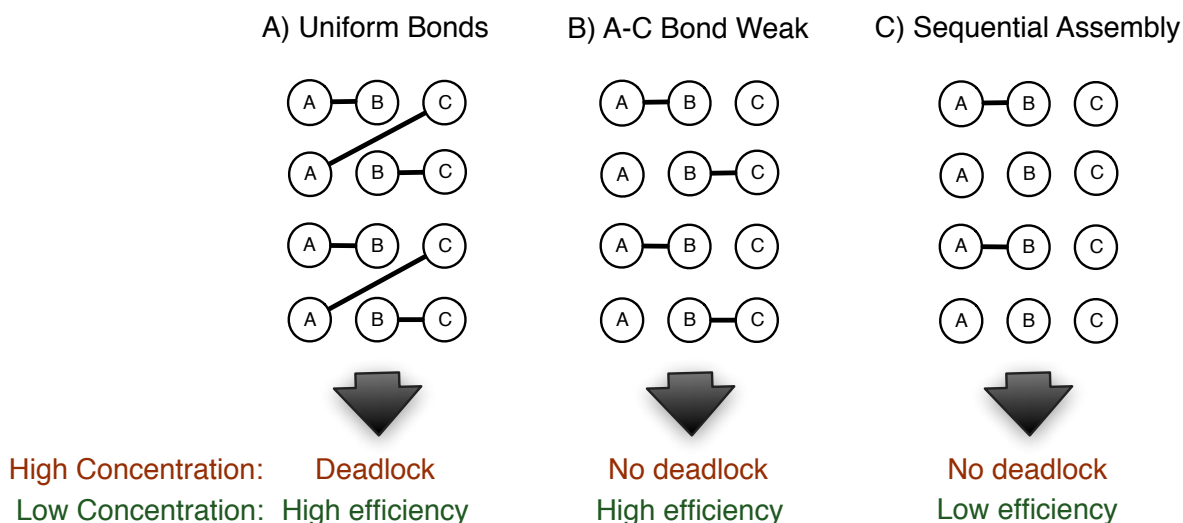 A) Uniform Bonds B) A-C Bond Weak C) Sequential Assembly
A B C A B C A B C
A B C A B C A B C
A B C A B C A B C
A B C A B C A B C
High Concentration: Deadlock No deadlock No deadlock
Low Concentration: High efficiency High efficiency Low efficiency